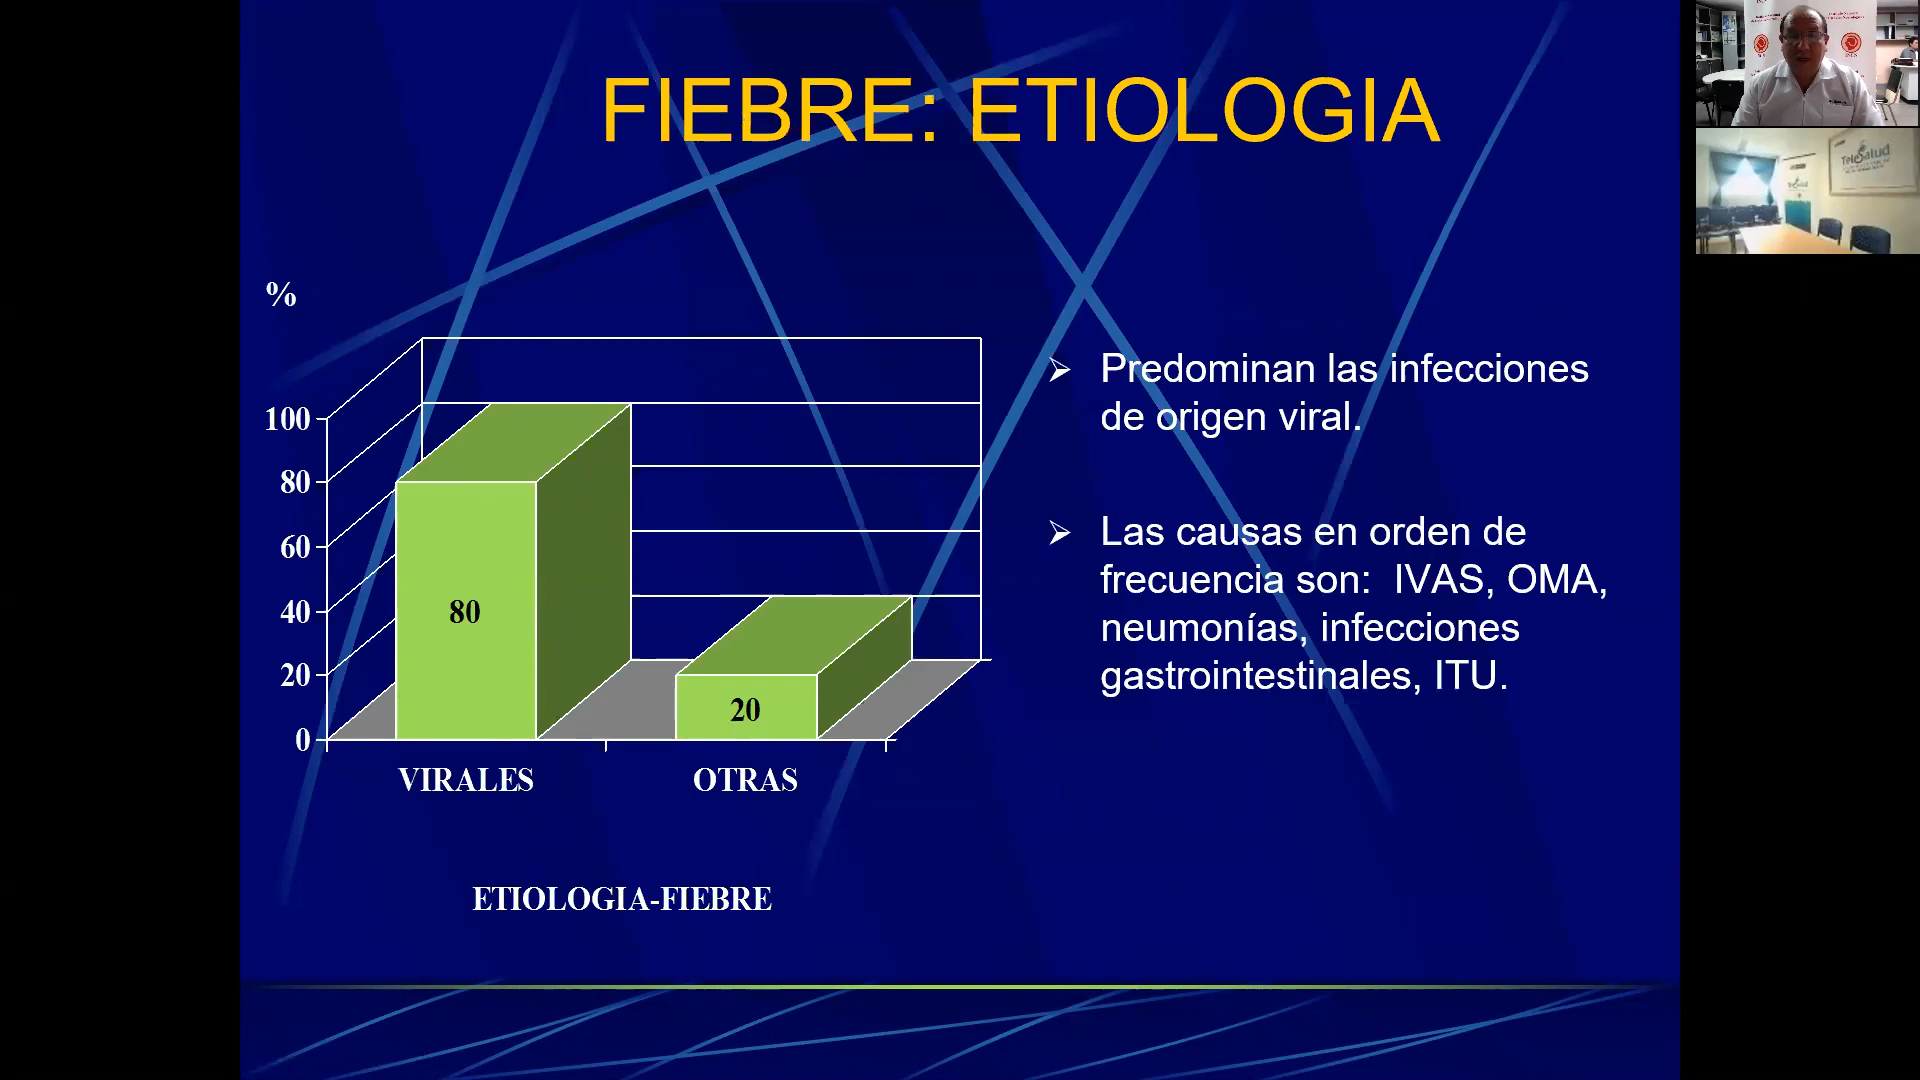 FIEBRE: ETIOLOGIA
%
100
80
60
40
20
0
80
20
VIRALES
OTRAS
ETIOLOGIA-FIEBRE
Predominan las infecciones
de origen viral.
Las causas en orden de
frecuencia son: IVAS, OMA,
neumonías, infecciones
gastrointestinales, ITU.
TeleSalud